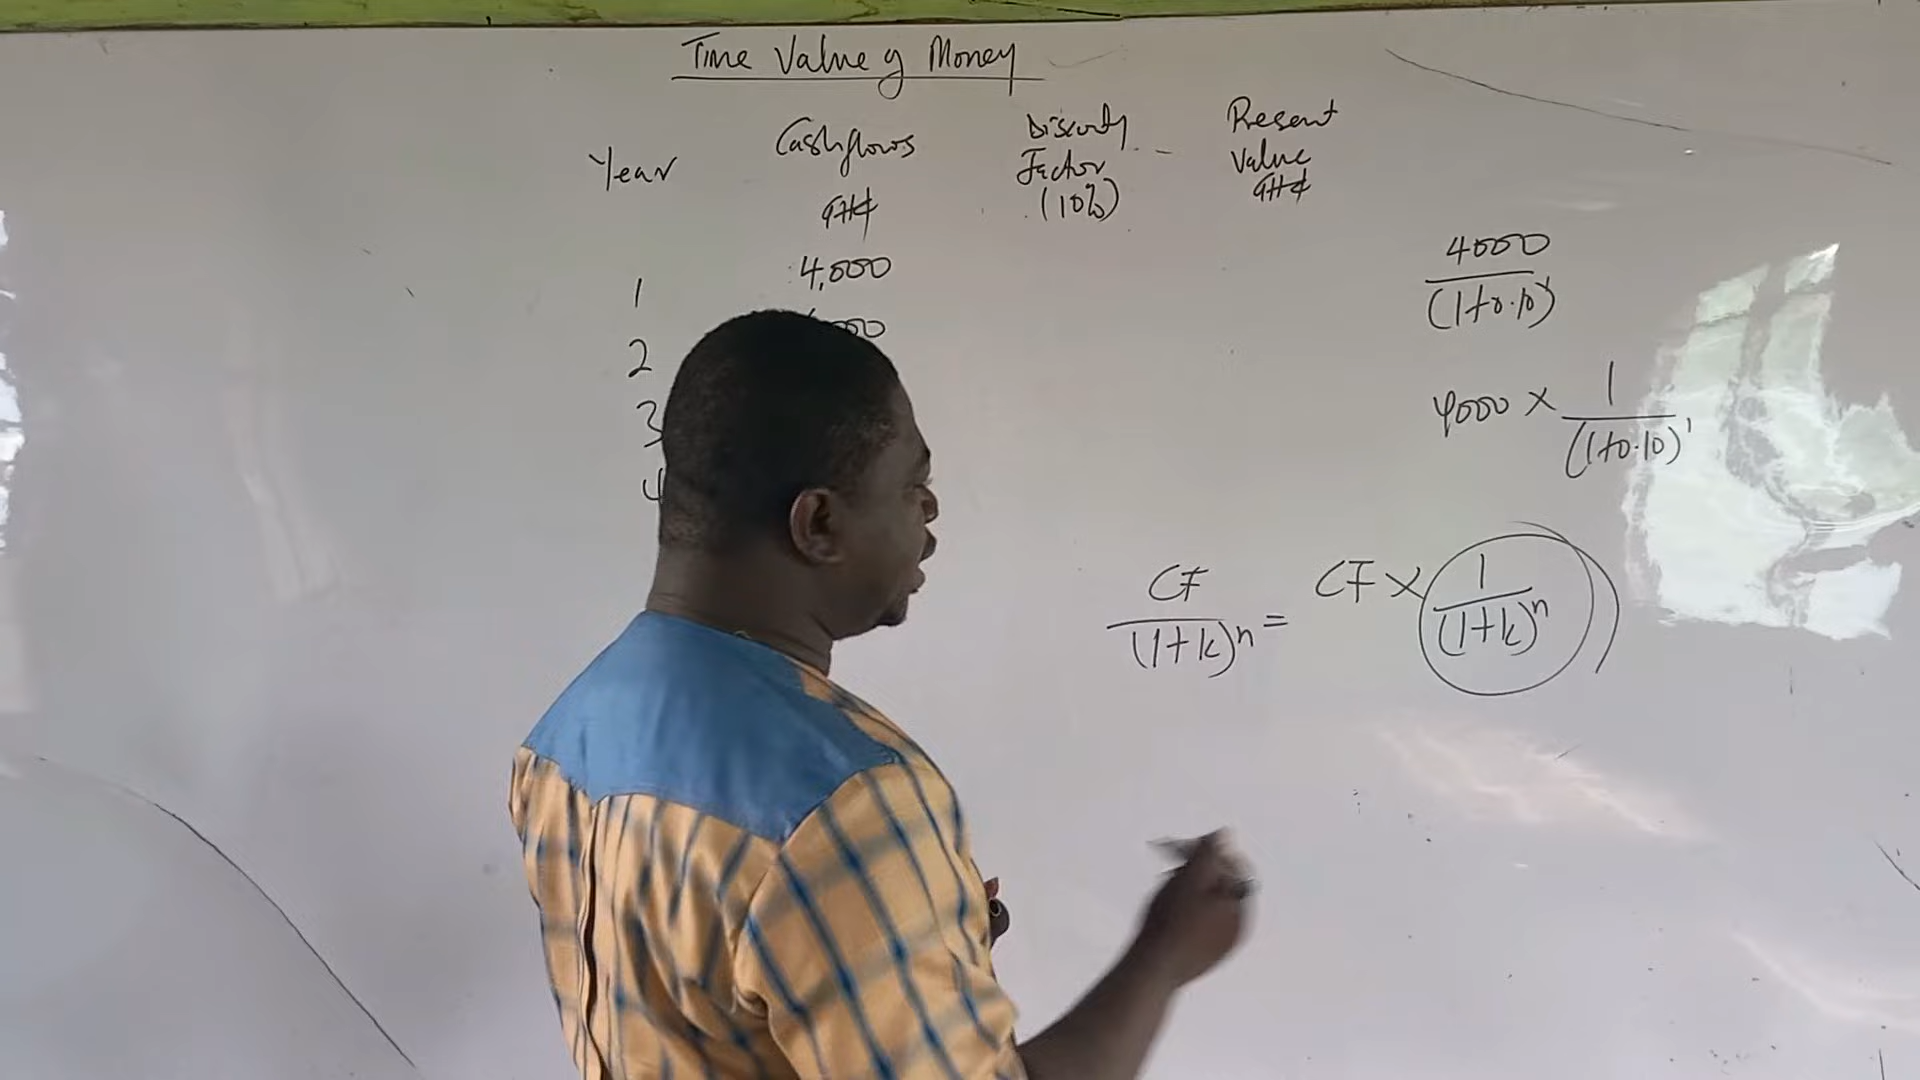 Time Value of Money
Year Cashflows GH₵ Discount Factor (10%) Present Value GH₵
1 4,000
2
3
4
4000
(1+0.10)¹
4000 × 1
(1+0.10)¹
CF
(1+k)ⁿ = CF × 1
(1+k)ⁿ